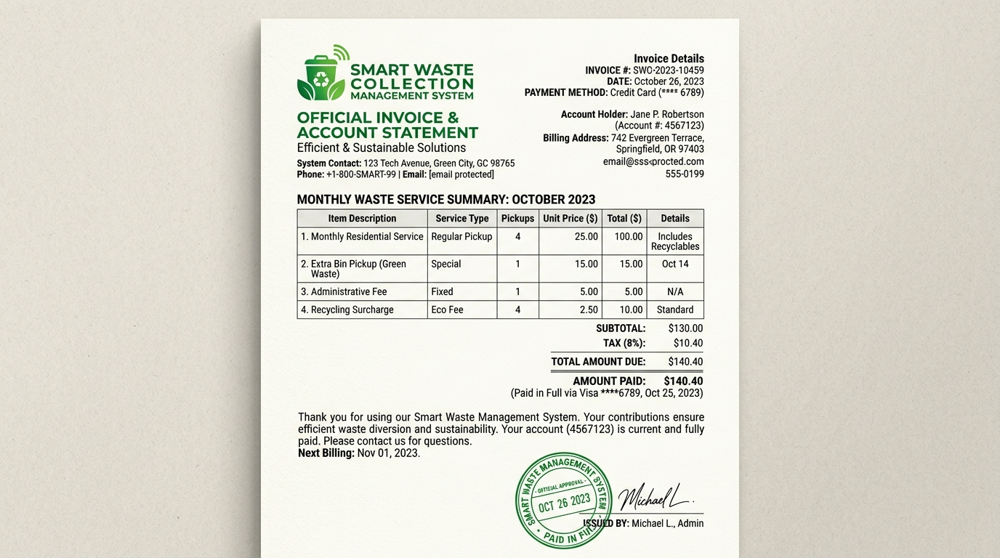 SMART WASTE
COLLECTION
MANAGEMENT SYSTEM
OFFICIAL INVOICE &
ACCOUNT STATEMENT
Efficient & Sustainable Solutions
System Contact: 123 Tech Avenue, Green City, GC 98765
Phone: +1-800-SMART-99 | Email: [email protected]
Invoice Details
INVOICE #: SWO-2023-10459
DATE: October 26, 2023
PAYMENT METHOD: Credit Card (**** 6789)
Account Holder: Jane P. Robertson
(Account #: 4567123)
Billing Address: 742 Evergreen Terrace,
Springfield, OR 97403
555-0199
MONTHLY WASTE SERVICE SUMMARY: OCTOBER 2023
Item Description Service Type Pickups Unit Price ($) Total ($) Details
1. Monthly Residential Service Regular Pickup 4 25.00 100.00 Includes
Recyclables
2. Extra Bin Pickup (Green Special 1 15.00 15.00 Oct 14
Waste)
3. Administrative Fee Fixed 1 5.00 5.00 N/A
4. Recycling Surcharge Eco Fee 4 2.50 10.00 Standard
SUBTOTAL: $130.00
TAX (8%): $10.40
TOTAL AMOUNT DUE: $140.40
AMOUNT PAID: $140.40
(Paid in Full via Visa ****6789, Oct 25, 2023)
Thank you for using our Smart Waste Management System. Your contributions ensure
efficient waste diversion and sustainability. Your account (4567123) is current and fully
paid. Please contact us for questions.
Next Billing: Nov 01, 2023.
SMART WASTE MANAGEMENT SYSTEM
- OFFICIAL APPROVAL -
OCT 26 2023
• PAID IN FULL •
Michael L.
ISSUED BY: Michael L., Admin